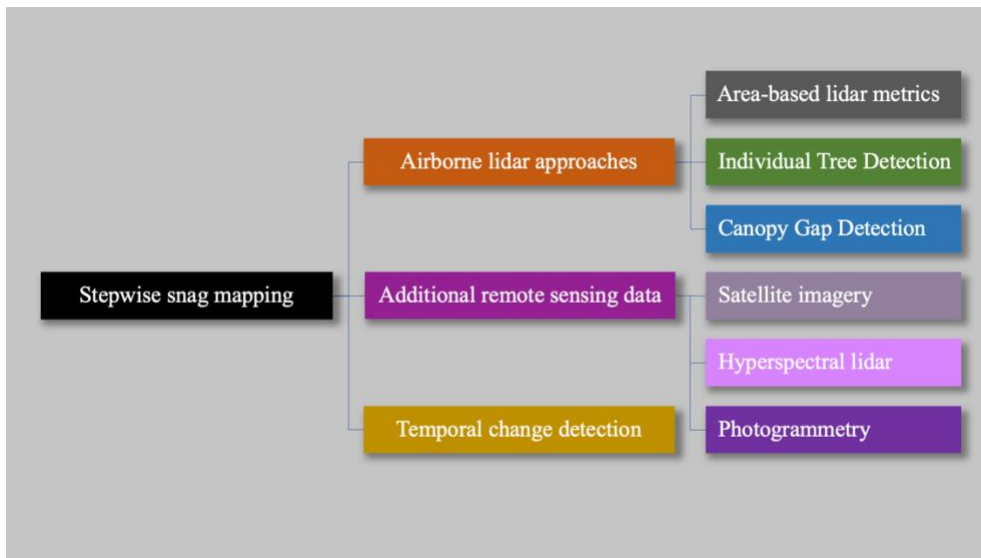 Stepwise snag mapping
Airborne lidar approaches
Area-based lidar metrics
Individual Tree Detection
Canopy Gap Detection
Additional remote sensing data
Satellite imagery
Hyperspectral lidar
Photogrammetry
Temporal change detection